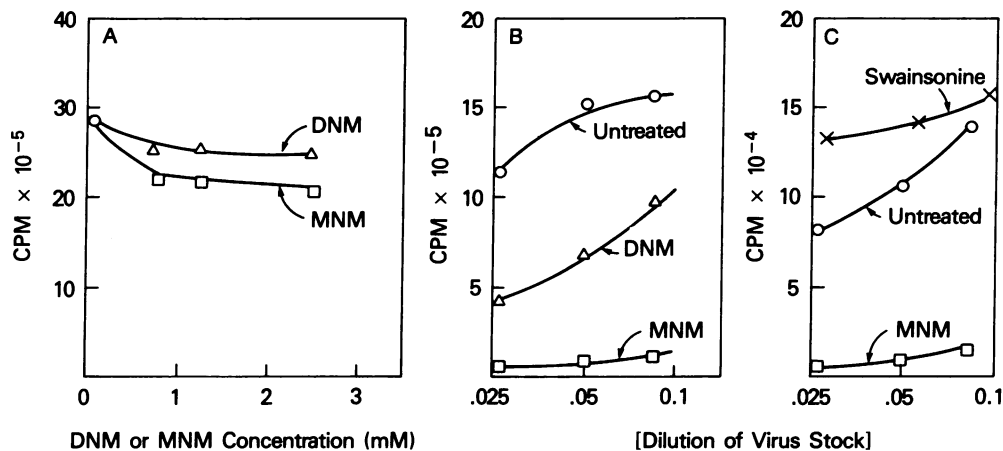 A
40
30
20
10
0
1
2
3
CPM × 10⁻⁵
DNM
MNM
DNM or MNM Concentration (mM)
B
20
15
10
5
.025
.05
0.1
CPM × 10⁻⁵
Untreated
DNM
MNM
C
20
15
10
5
.025
.05
0.1
CPM × 10⁻⁴
Swainsonine
Untreated
MNM
[Dilution of Virus Stock]